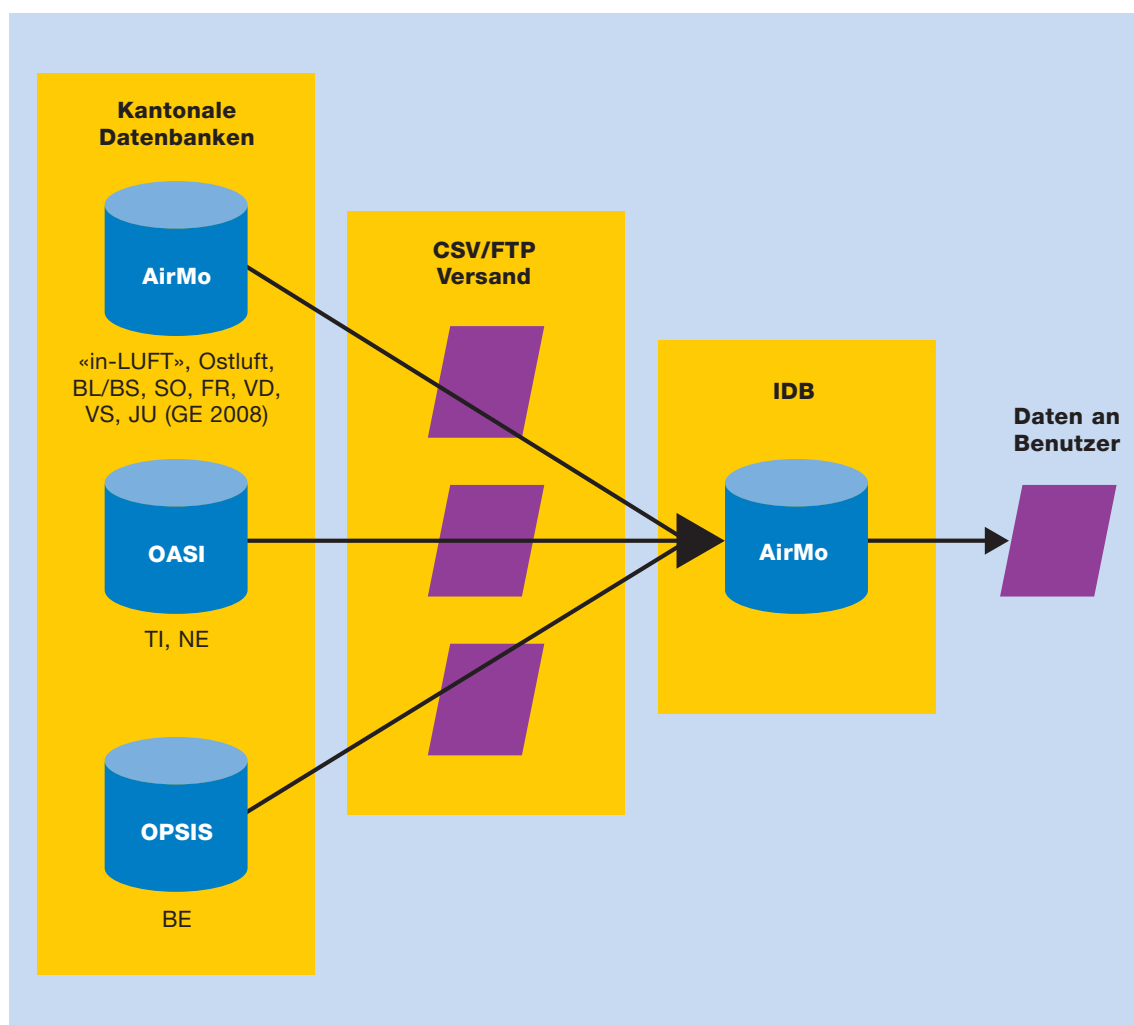 Kantonale
Datenbanken
AirMo
«in-LUFT», Ostluft,
BL/BS, SO, FR, VD,
VS, JU (GE 2008)
OASI
TI, NE
OPSIS
BE
CSV/FTP
Versand
IDB
AirMo
Daten an
Benutzer